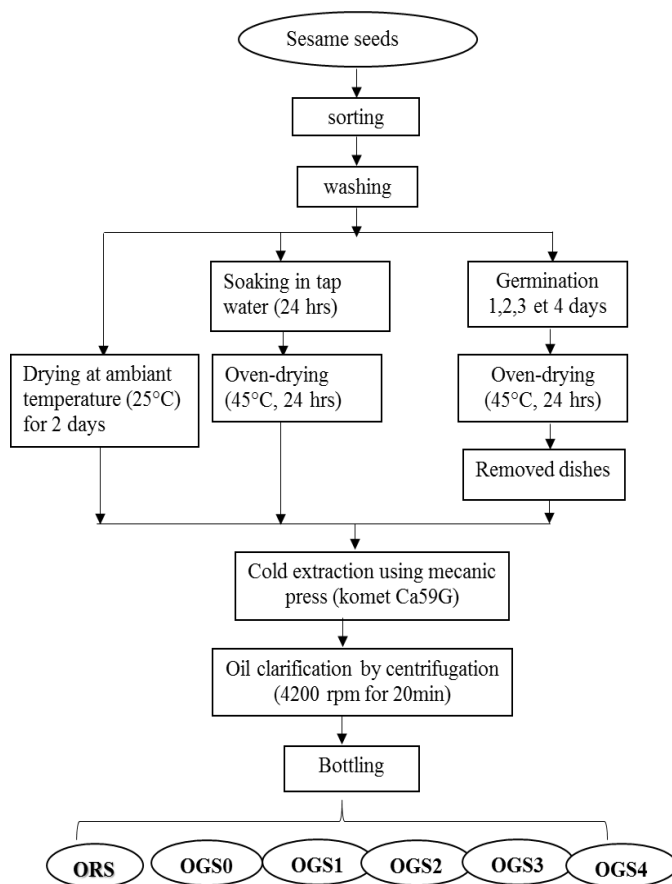 Sesame seeds
sorting
washing
Soaking in tap
water (24 hrs)
Germination
1,2,3 et 4 days
Drying at ambiant
temperature (25°C)
for 2 days
Oven-drying
(45°C, 24 hrs)
Oven-drying
(45°C, 24 hrs)
Removed dishes
Cold extraction using mecanic
press (komet Ca59G)
Oil clarification by centrifugation
(4200 rpm for 20min)
Bottling
ORS
OGS0
OGS1
OGS2
OGS3
OGS4